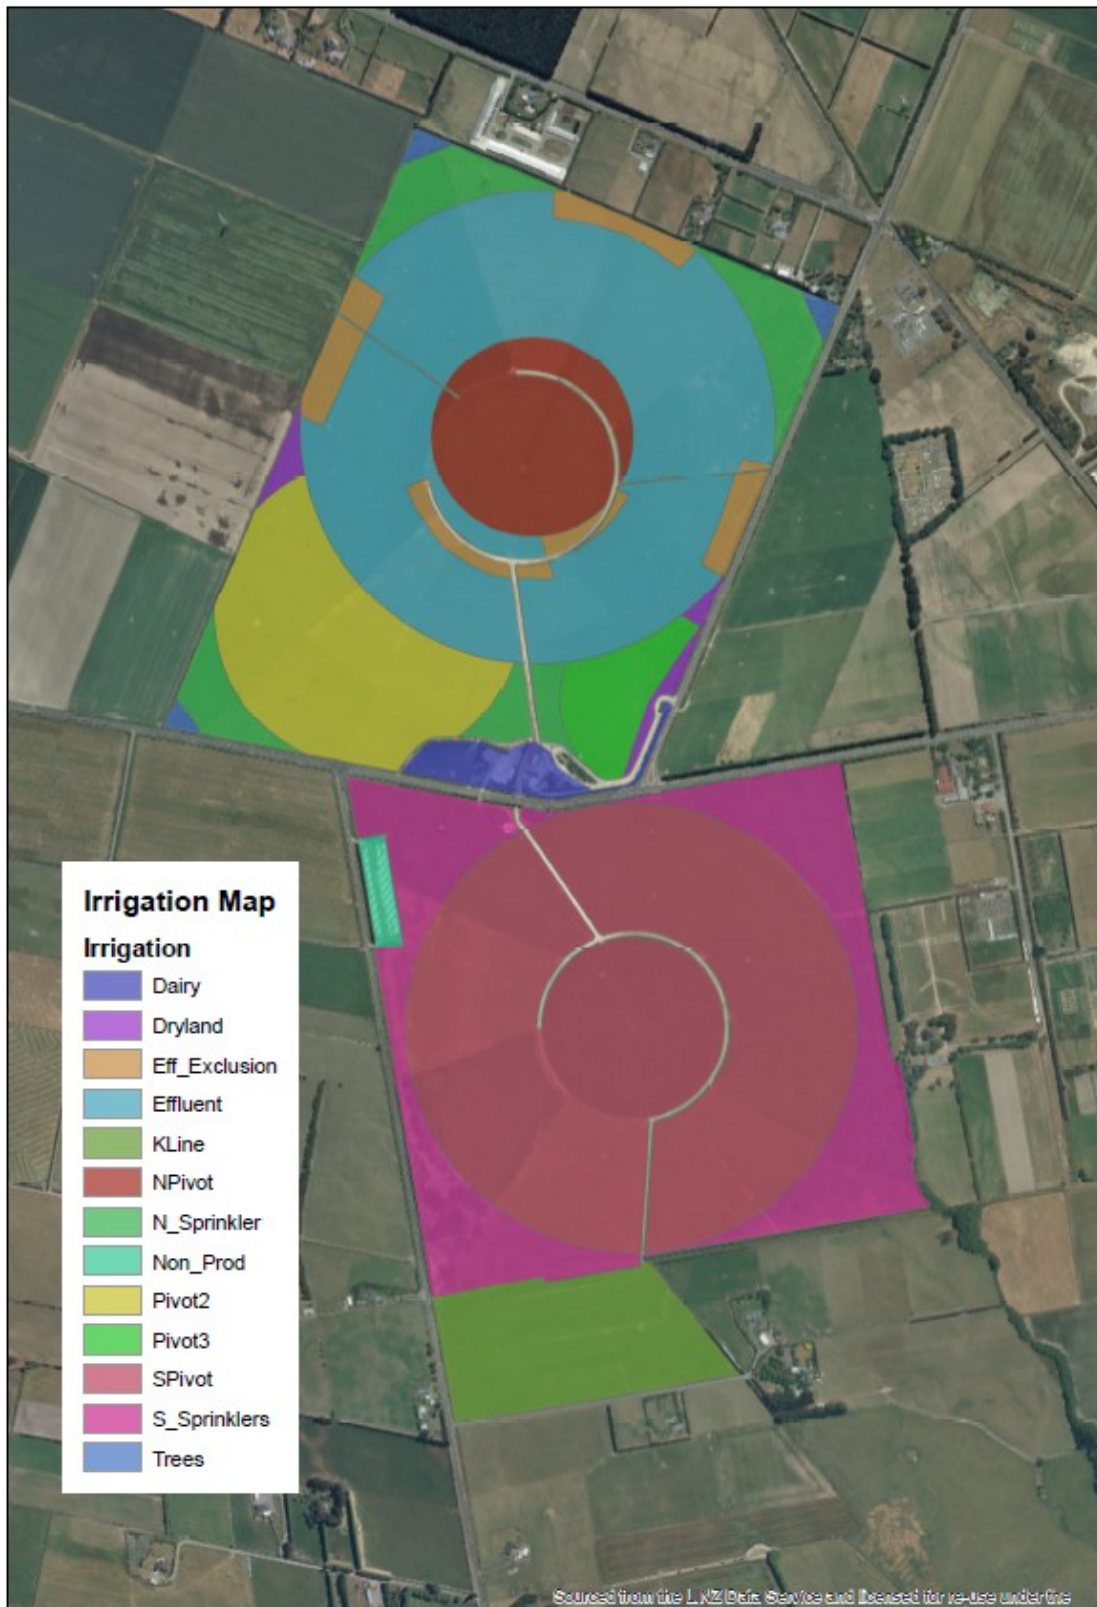 Irrigation Map
Irrigation
Dairy
Dryland
Eff_Exclusion
Effluent
KLine
NPivot
N_Sprinkler
Non_Prod
Pivot2
Pivot3
SPivot
S_Sprinklers
Trees
Sourced from the LINZ Data Service and licensed for re-use under the